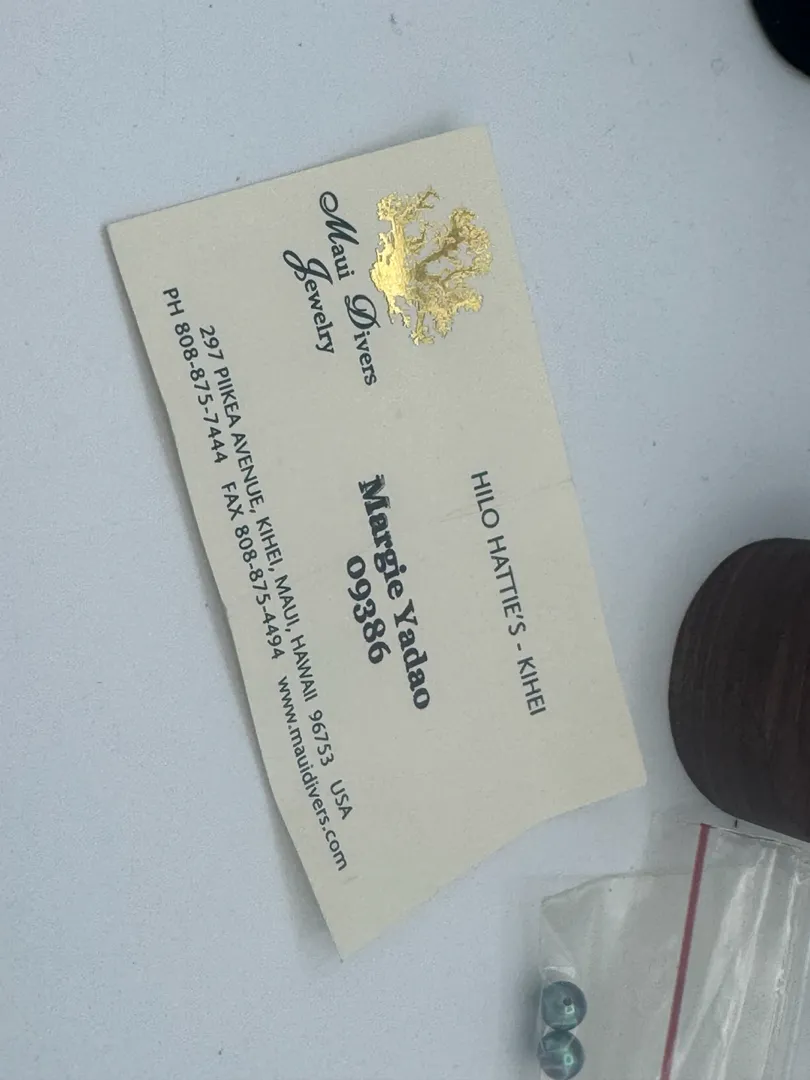 HILO HATTIE'S - KIHEI
Maui Divers
Jewelry
Margie Yadao
09386
297 PIIKEA AVENUE, KIHEI, MAUI, HAWAII 96753 USA
PH 808-875-7444 FAX 808-875-4494 www.mauidivers.com